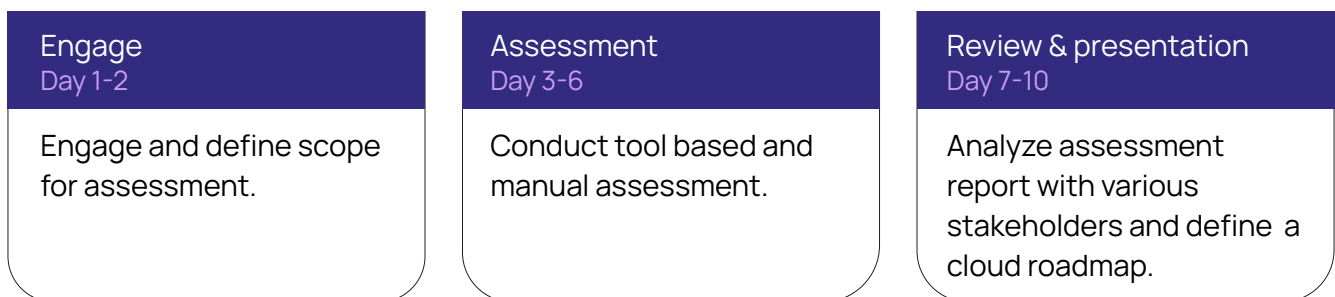 Engage
Day 1-2
Engage and define scope
for assessment.
Assessment
Day 3-6
Conduct tool based and
manual assessment.
Review & presentation
Day 7-10
Analyze assessment
report with various
stakeholders and define a
cloud roadmap.